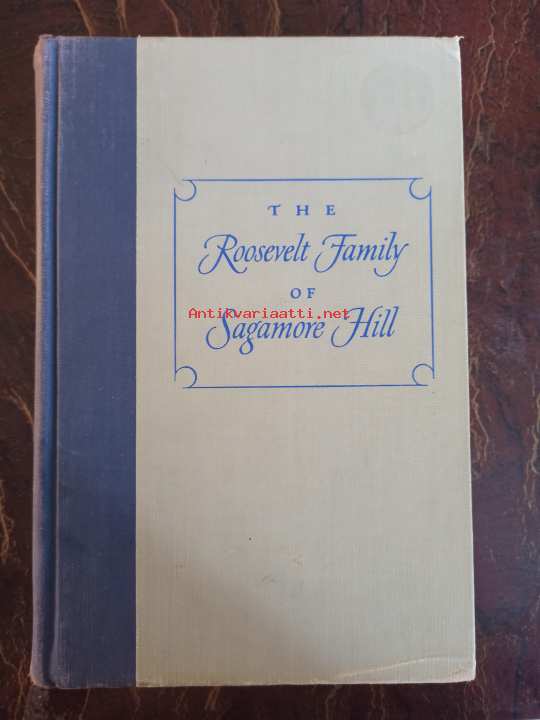 THE
Roosevelt Family
OF
Antikvariaatti.net
Sagamore Hill